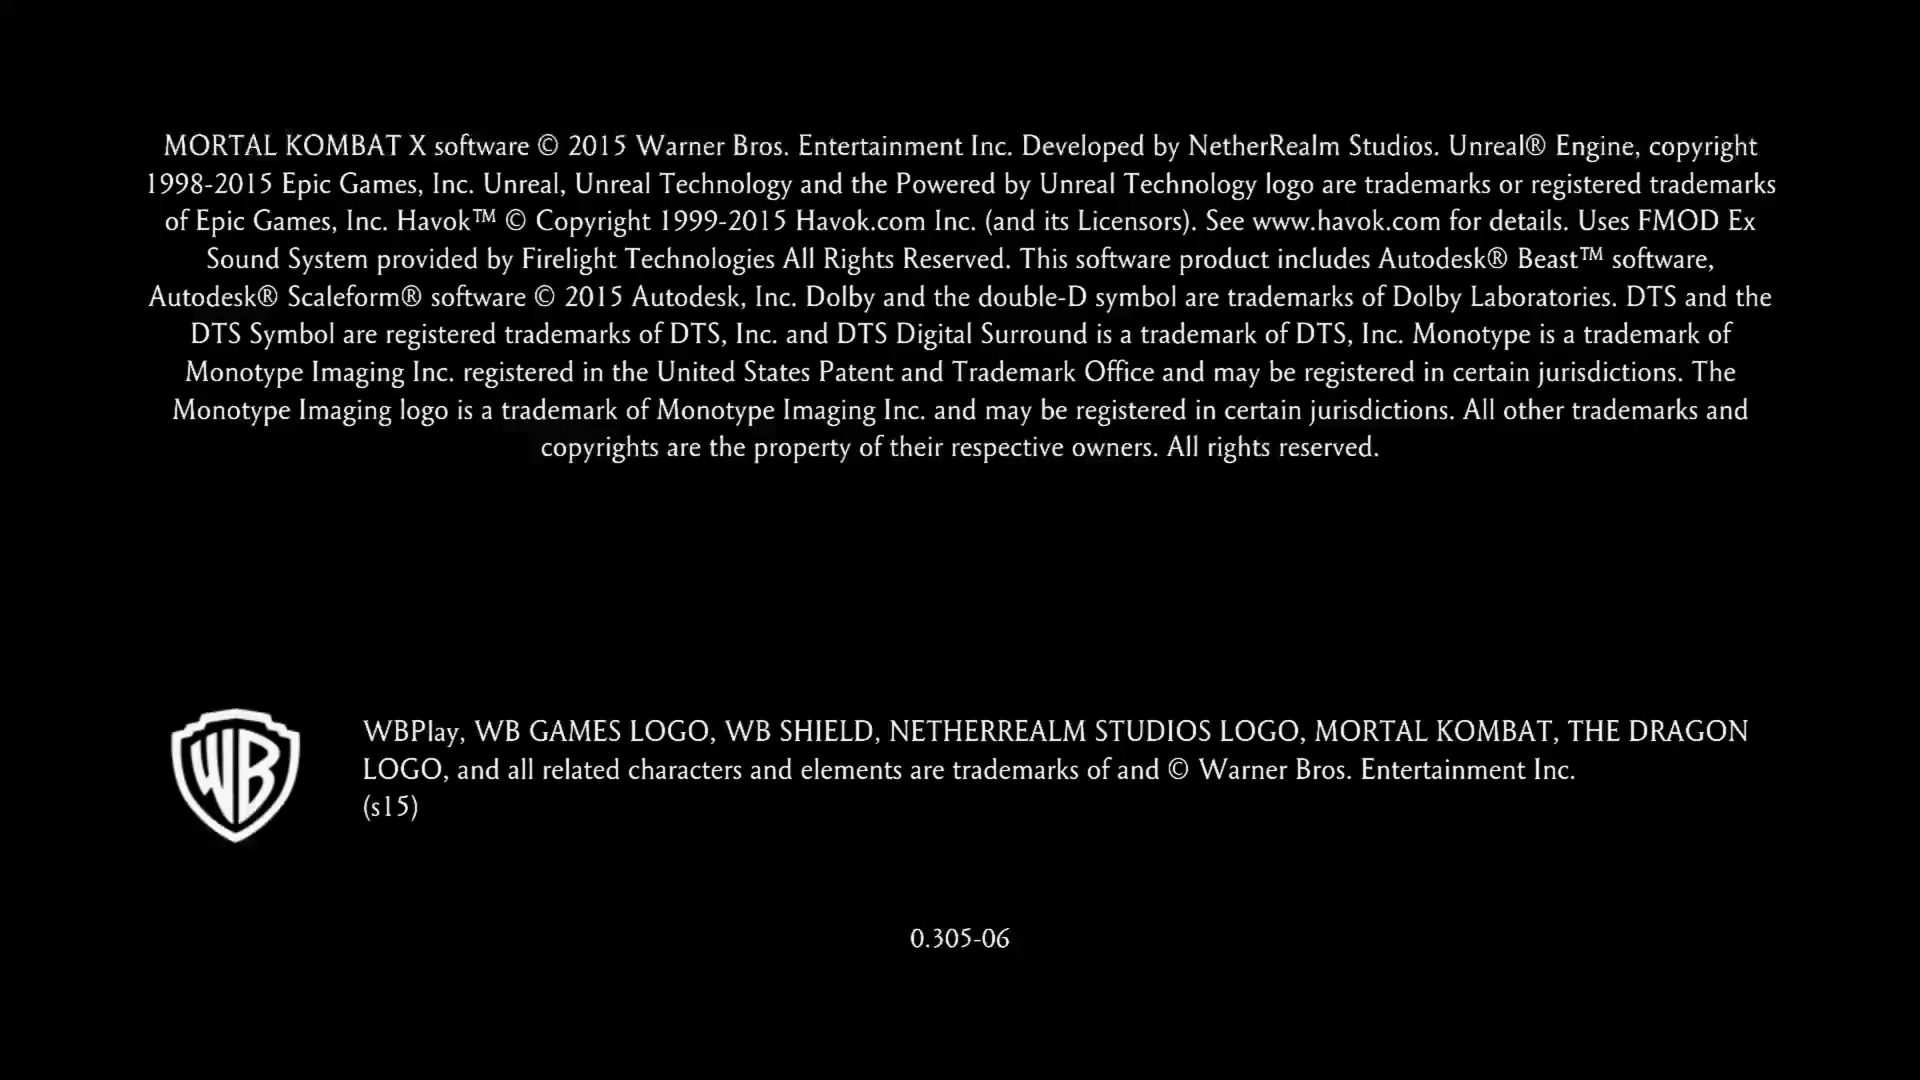 MORTAL KOMBAT X software © 2015 Warner Bros. Entertainment Inc. Developed by NetherRealm Studios. Unreal® Engine, copyright
1998-2015 Epic Games, Inc. Unreal, Unreal Technology and the Powered by Unreal Technology logo are trademarks or registered trademarks
of Epic Games, Inc. Havok™ © Copyright 1999-2015 Havok.com Inc. (and its Licensors). See www.havok.com for details. Uses FMOD Ex
Sound System provided by Firelight Technologies All Rights Reserved. This software product includes Autodesk® Beast™ software,
Autodesk® Scaleform® software © 2015 Autodesk, Inc. Dolby and the double-D symbol are trademarks of Dolby Laboratories. DTS and the
DTS Symbol are registered trademarks of DTS, Inc. and DTS Digital Surround is a trademark of DTS, Inc. Monotype is a trademark of
Monotype Imaging Inc. registered in the United States Patent and Trademark Office and may be registered in certain jurisdictions. The
Monotype Imaging logo is a trademark of Monotype Imaging Inc. and may be registered in certain jurisdictions. All other trademarks and
copyrights are the property of their respective owners. All rights reserved.
WB
WBPlay, WB GAMES LOGO, WB SHIELD, NETHERREALM STUDIOS LOGO, MORTAL KOMBAT, THE DRAGON
LOGO, and all related characters and elements are trademarks of and © Warner Bros. Entertainment Inc.
(s15)
0.305-06